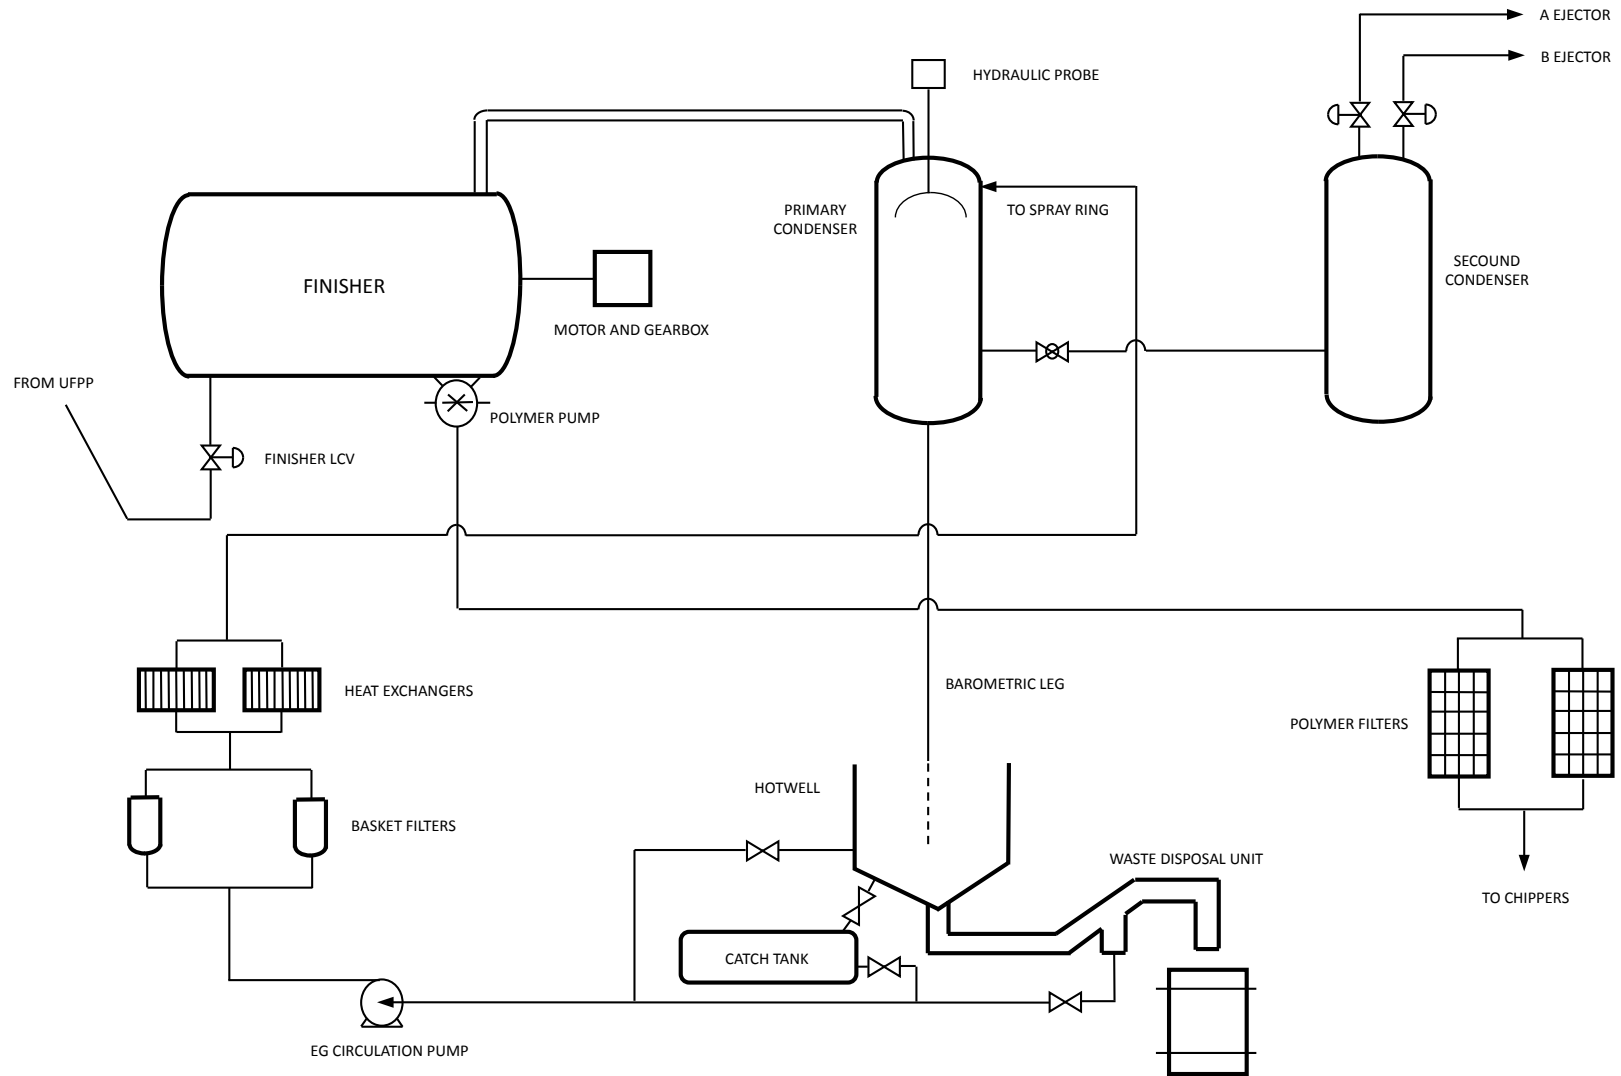 A EJECTOR
B EJECTOR
HYDRAULIC PROBE
PRIMARY
CONDENSER
TO SPRAY RING
SECOUND
CONDENSER
FINISHER
MOTOR AND GEARBOX
FROM UFPP
POLYMER PUMP
FINISHER LCV
HEAT EXCHANGERS
BAROMETRIC LEG
POLYMER FILTERS
HOTWELL
BASKET FILTERS
WASTE DISPOSAL UNIT
TO CHIPPERS
CATCH TANK
EG CIRCULATION PUMP